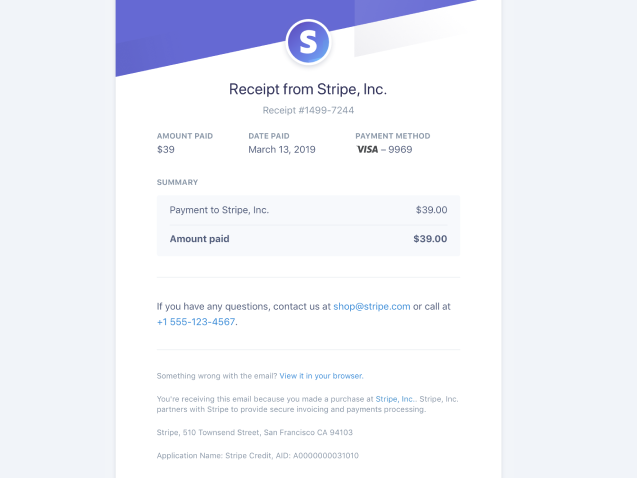 S
Receipt from Stripe, Inc.
Receipt #1499-7244
AMOUNT PAID DATE PAID PAYMENT METHOD
$39 March 13, 2019 VISA – 9969
SUMMARY
Payment to Stripe, Inc. $39.00
Amount paid $39.00
If you have any questions, contact us at shop@stripe.com or call at
+1 555-123-4567.
Something wrong with the email? View it in your browser.
You're receiving this email because you made a purchase at Stripe, Inc.. Stripe, Inc.
partners with Stripe to provide secure invoicing and payments processing.
Stripe, 510 Townsend Street, San Francisco CA 94103
Application Name: Stripe Credit, AID: A0000000031010